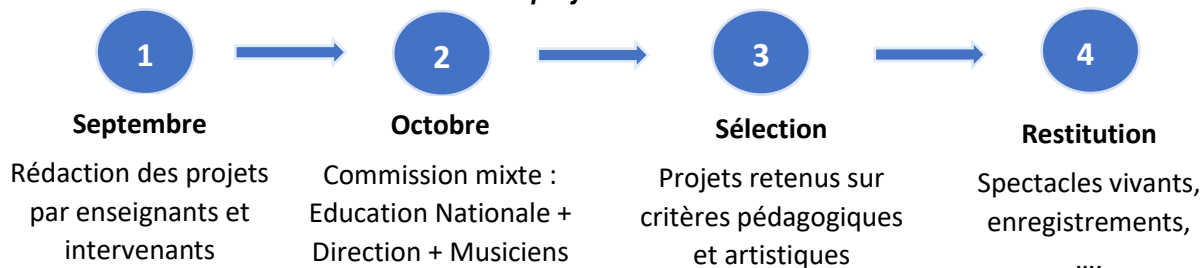 1
Septembre
Rédaction des projets
par enseignants et
intervenants
2
Octobre
Commission mixte :
Education Nationale +
Direction + Musiciens
3
Sélection
Projets retenus sur
critères pédagogiques
et artistiques
4
Restitution
Spectacles vivants,
enregistrements,
....